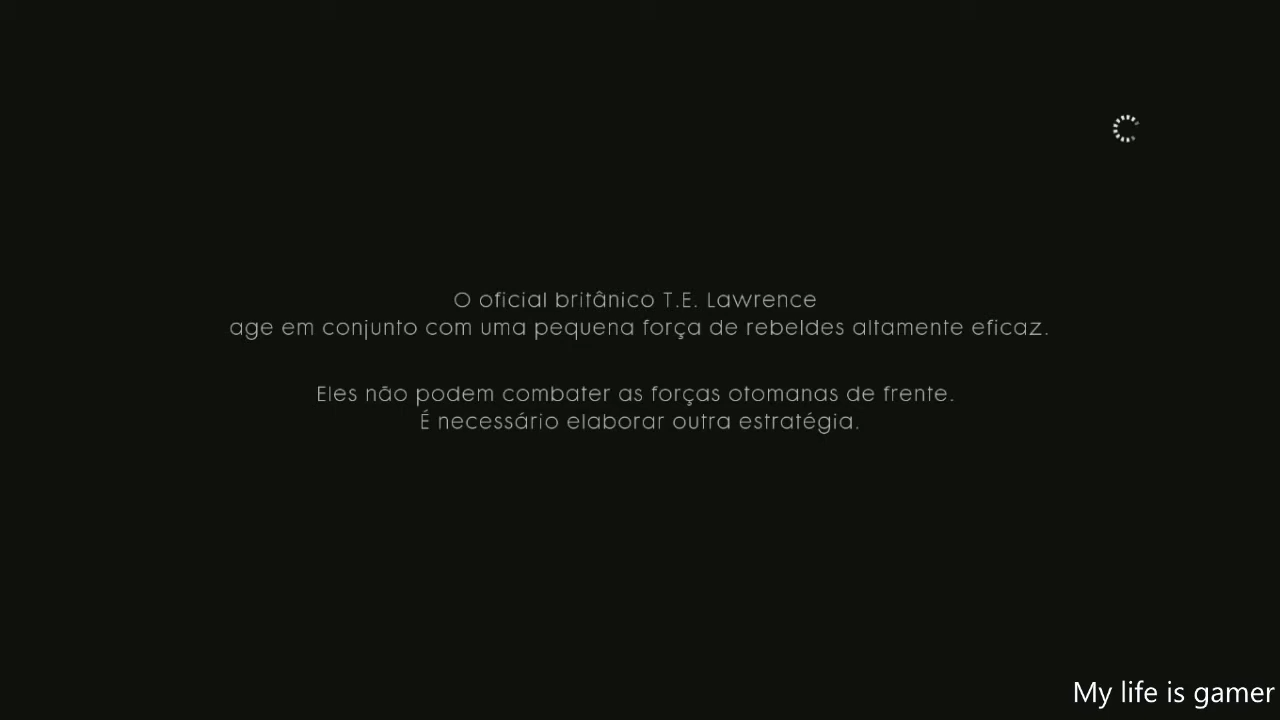 O oficial britânico T.E. Lawrence
age em conjunto com uma pequena força de rebeldes altamente eficaz.
Eles não podem combater as forças otomanas de frente.
É necessário elaborar outra estratégia.
My life is gamer